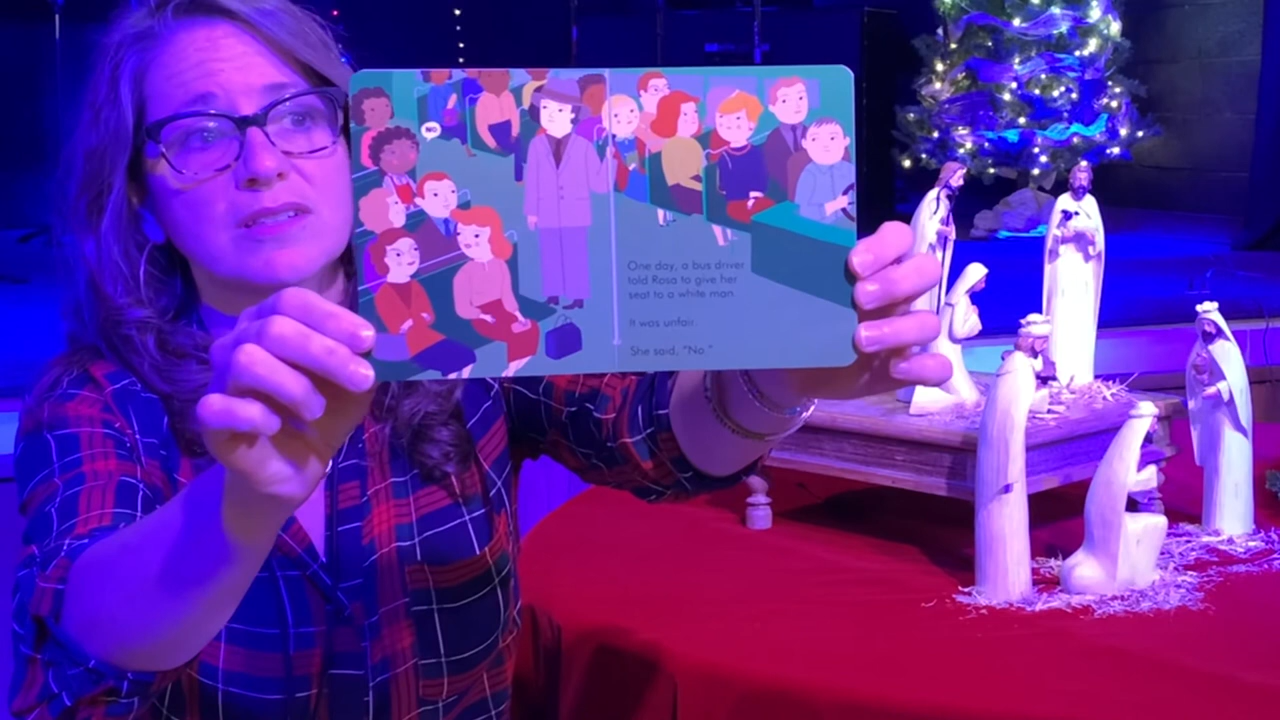 NO
One day, a bus driver
told Rosa to give her
seat to a white man.
It was unfair.
She said, "No."